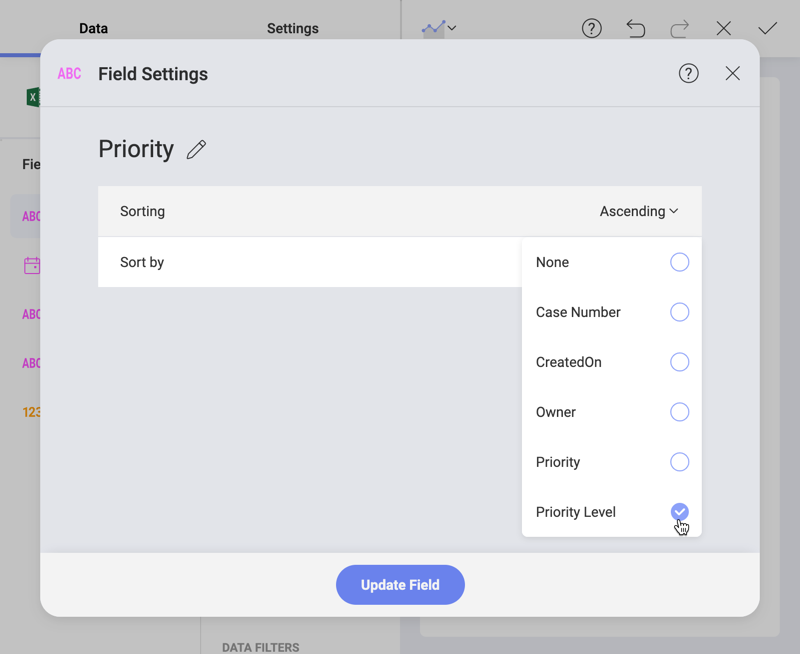 Data
Settings
ABC Field Settings
Priority
Sorting
Ascending
Sort by
None
Case Number
CreatedOn
Owner
Priority
Priority Level
Update Field
Fie
ABC
ABC
ABC
123
DATA FILTERS